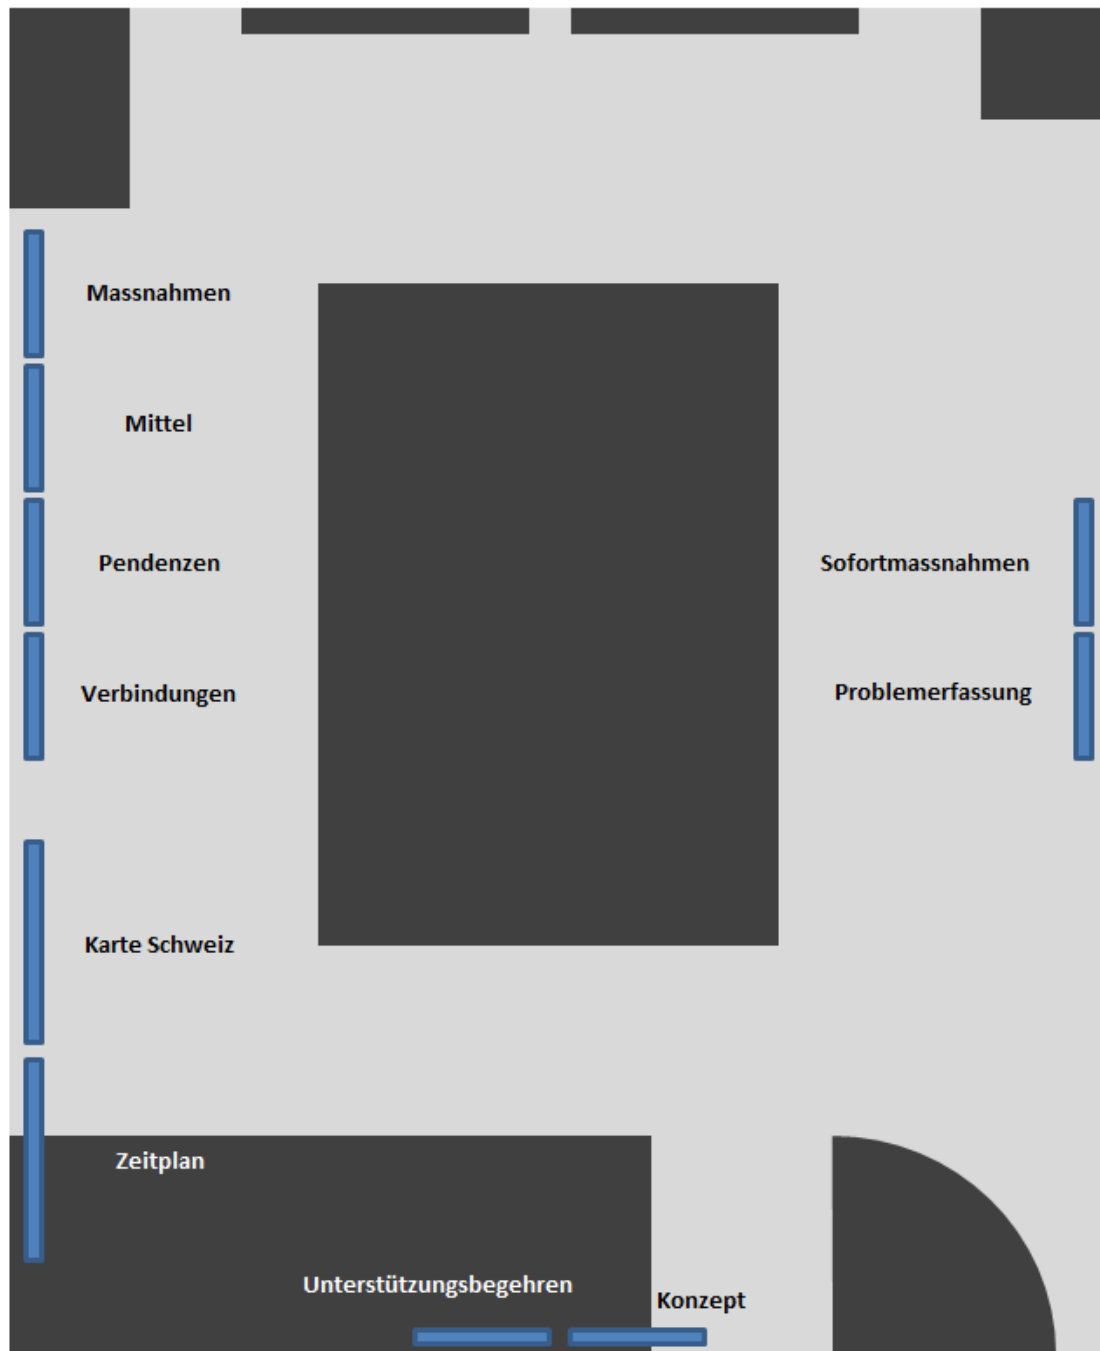 Massnahmen
Mittel
Pendenzen
Sofortmassnahmen
Verbindungen
Problemerfassung
Karte Schweiz
Zeitplan
Unterstützungsbegehren
Konzept